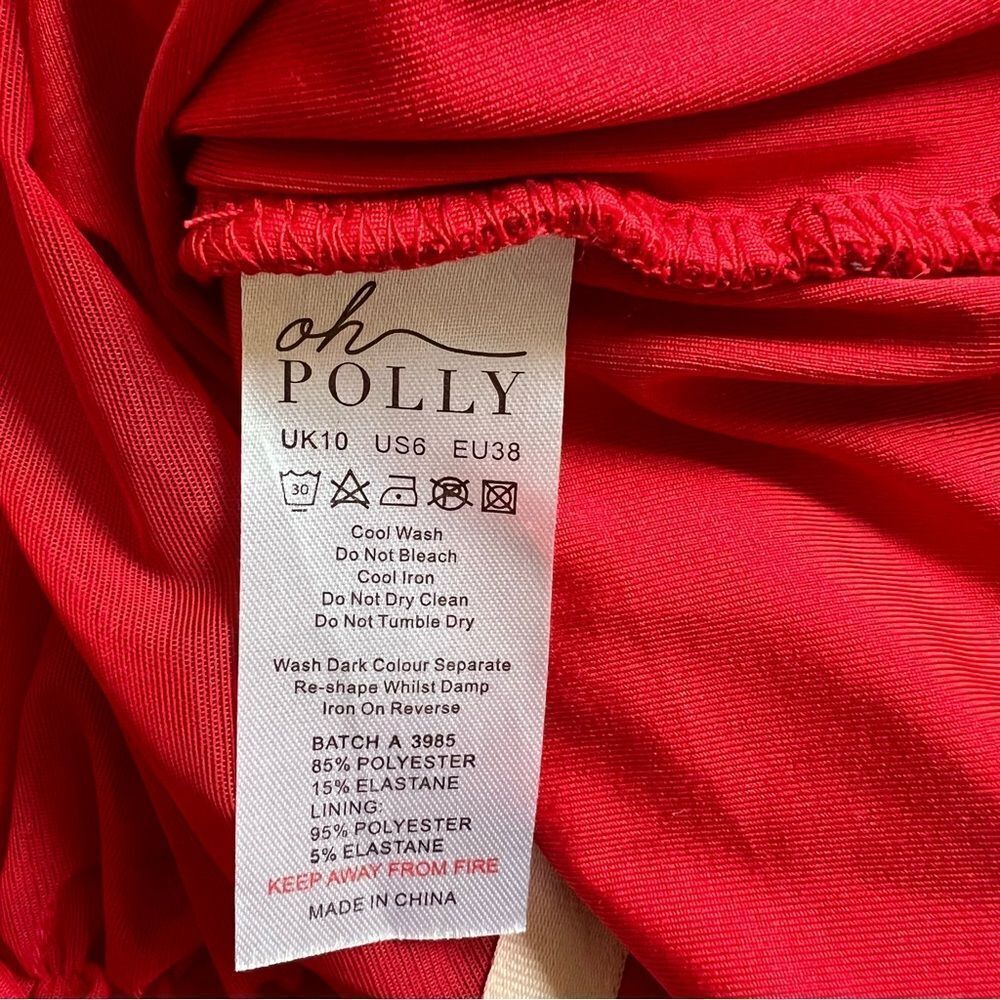 oh
POLLY
UK10 US6 EU38
30 P
Cool Wash
Do Not Bleach
Cool Iron
Do Not Dry Clean
Do Not Tumble Dry
Wash Dark Colour Separate
Re-shape Whilst Damp
Iron On Reverse
BATCH A 3985
85% POLYESTER
15% ELASTANE
LINING:
95% POLYESTER
5% ELASTANE
KEEP AWAY FROM FIRE
MADE IN CHINA